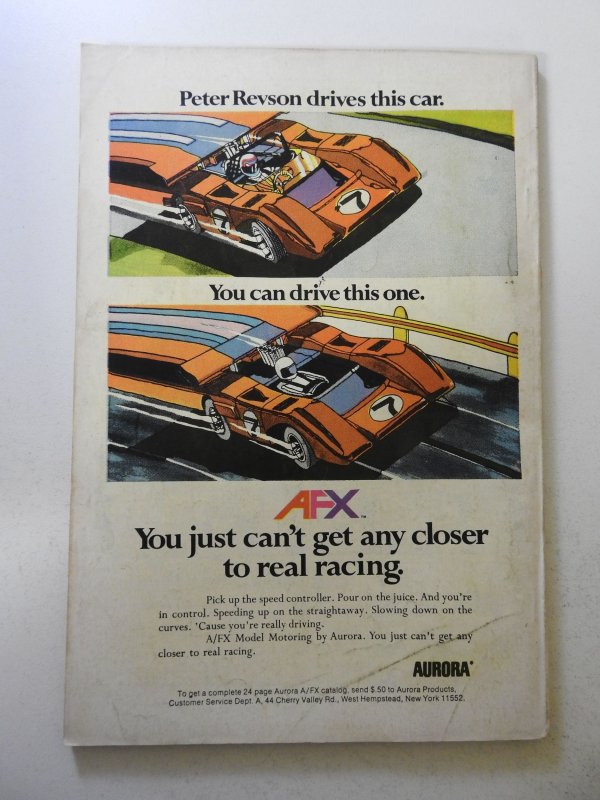 Peter Revson drives this car.
7
7
You can drive this one.
7
7
AFX™
You just can't get any closer
to real racing.
Pick up the speed controller. Pour on the juice. And you're
in control. Speeding up on the straightaway. Slowing down on the
curves. 'Cause you're really driving.
A/FX Model Motoring by Aurora. You just can't get any
closer to real racing.
AURORA®
To get a complete 24 page Aurora A/FX catalog, send $.50 to Aurora Products,
Customer Service Dept. A, 44 Cherry Valley Rd., West Hempstead, New York 11552.